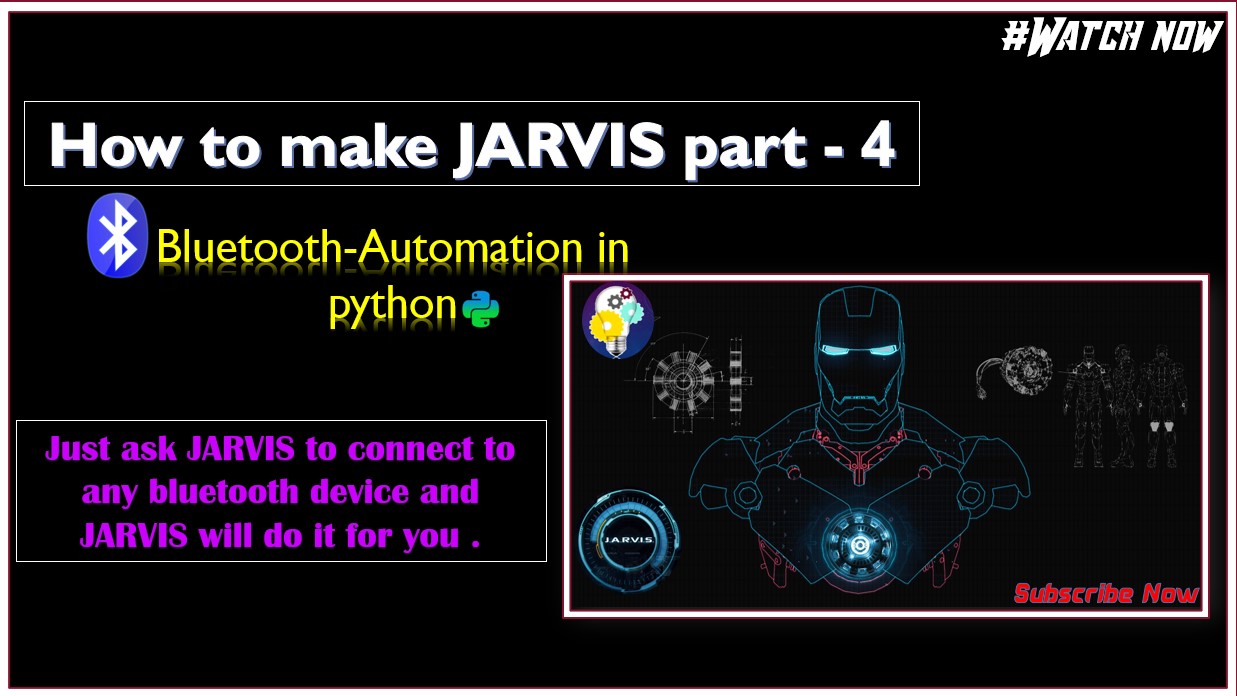 #Watch now
How to make JARVIS part - 4
Bluetooth-Automation in
python
Just ask JARVIS to connect to
any bluetooth device and
JARVIS will do it for you .
J.A.R.V.I.S
Subscribe Now